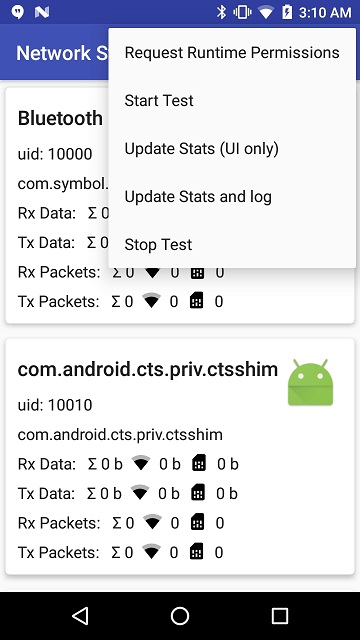 3:10 AM
Network S
Request Runtime Permissions
Start Test
Update Stats (UI only)
Update Stats and log
Stop Test
Bluetooth
uid: 10000
com.symbol.
Rx Data: Σ 0
Tx Data: Σ 0
Rx Packets: Σ 0 0 0
Tx Packets: Σ 0 0 0
com.android.cts.priv.ctsshim
uid: 10010
com.android.cts.priv.ctsshim
Rx Data: Σ 0 b 0 b 0 b
Tx Data: Σ 0 b 0 b 0 b
Rx Packets: Σ 0 0 0
Tx Packets: Σ 0 0 0